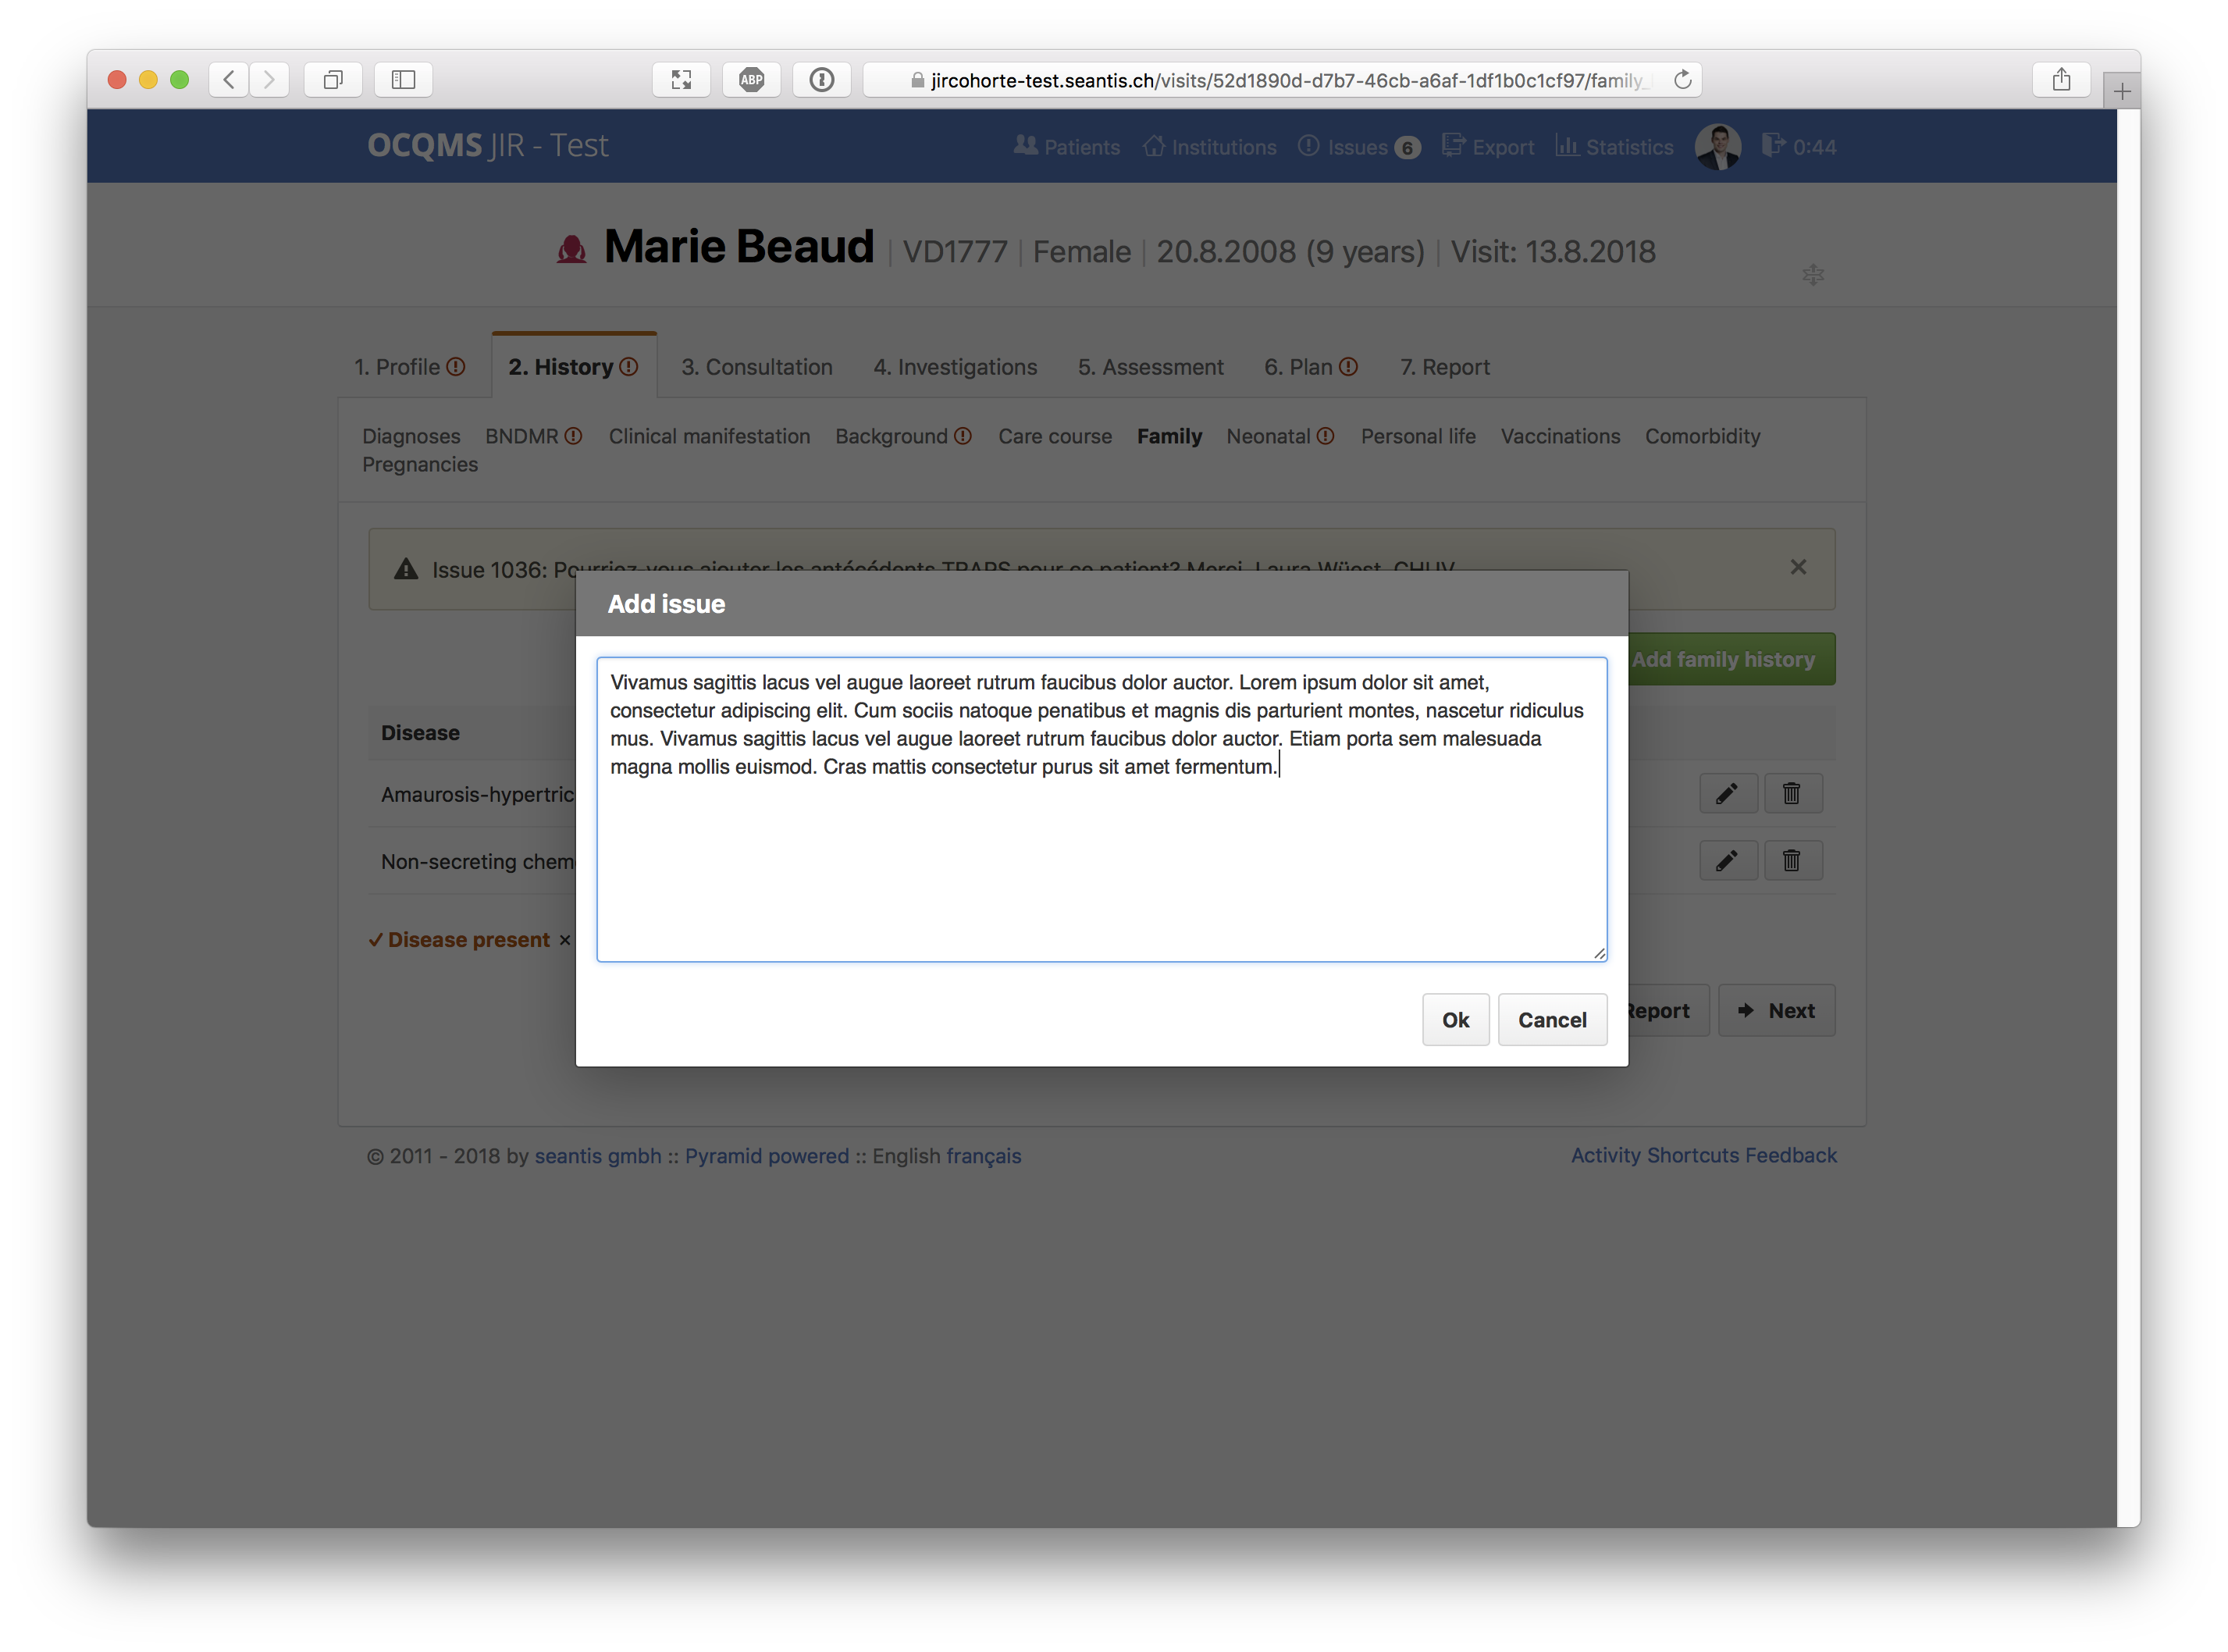 ABP
jircohorte-test.seantis.ch/visits/52d1890d-d7b7-46cb-a6af-1df1b0c1cf97/family_
OCQMS JIR - Test
Patients Institutions Issues 6 Export Statistics 0:44
Marie Beaud | VD1777 | Female | 20.8.2008 (9 years) | Visit: 13.8.2018
1. Profile 2. History 3. Consultation 4. Investigations 5. Assessment 6. Plan 7. Report
Diagnoses BNDMR Clinical manifestation Background Care course Family Neonatal Personal life Vaccinations Comorbidity
Pregnancies
Issue 1036: Pourriez-vous ajouter les antécédents TRAPS pour ce patient? Merci, Laura Wüest, CHUV
Add issue
Add family history
Vivamus sagittis lacus vel augue laoreet rutrum faucibus dolor auctor. Lorem ipsum dolor sit amet,
consectetur adipiscing elit. Cum sociis natoque penatibus et magnis dis parturient montes, nascetur ridiculus
mus. Vivamus sagittis lacus vel augue laoreet rutrum faucibus dolor auctor. Etiam porta sem malesuada
magna mollis euismod. Cras mattis consectetur purus sit amet fermentum.
Disease
Amaurosis-hypertric
Non-secreting chem
Disease present ×
Ok Cancel
Report Next
© 2011 - 2018 by seantis gmbh :: Pyramid powered :: English français
Activity Shortcuts Feedback